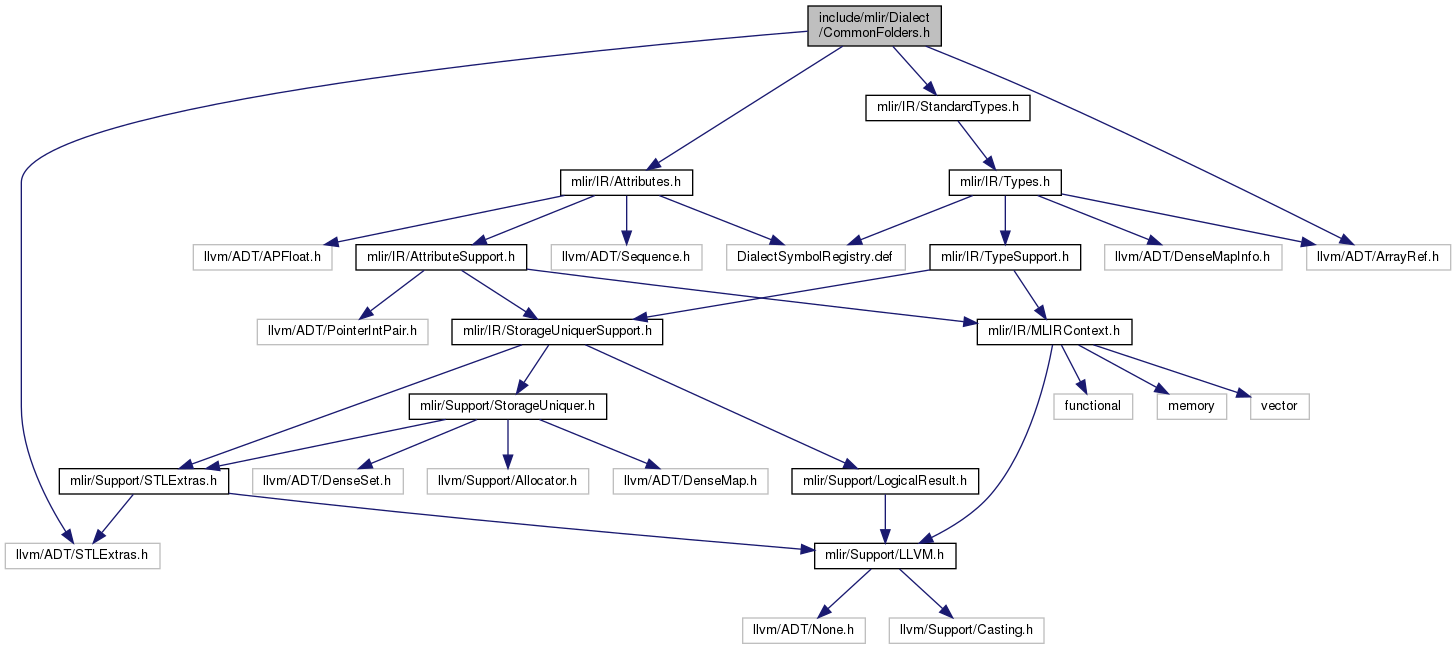 include/mlir/Dialect
/CommonFolders.h
mlir/IR/StandardTypes.h
mlir/IR/Attributes.h
mlir/IR/Types.h
llvm/ADT/APFloat.h
mlir/IR/AttributeSupport.h
llvm/ADT/Sequence.h
DialectSymbolRegistry.def
mlir/IR/TypeSupport.h
llvm/ADT/DenseMapInfo.h
llvm/ADT/ArrayRef.h
llvm/ADT/PointerIntPair.h
mlir/IR/StorageUniquerSupport.h
mlir/IR/MLIRContext.h
mlir/Support/StorageUniquer.h
functional
memory
vector
mlir/Support/STLExtras.h
llvm/ADT/DenseSet.h
llvm/Support/Allocator.h
llvm/ADT/DenseMap.h
mlir/Support/LogicalResult.h
llvm/ADT/STLExtras.h
mlir/Support/LLVM.h
llvm/ADT/None.h
llvm/Support/Casting.h